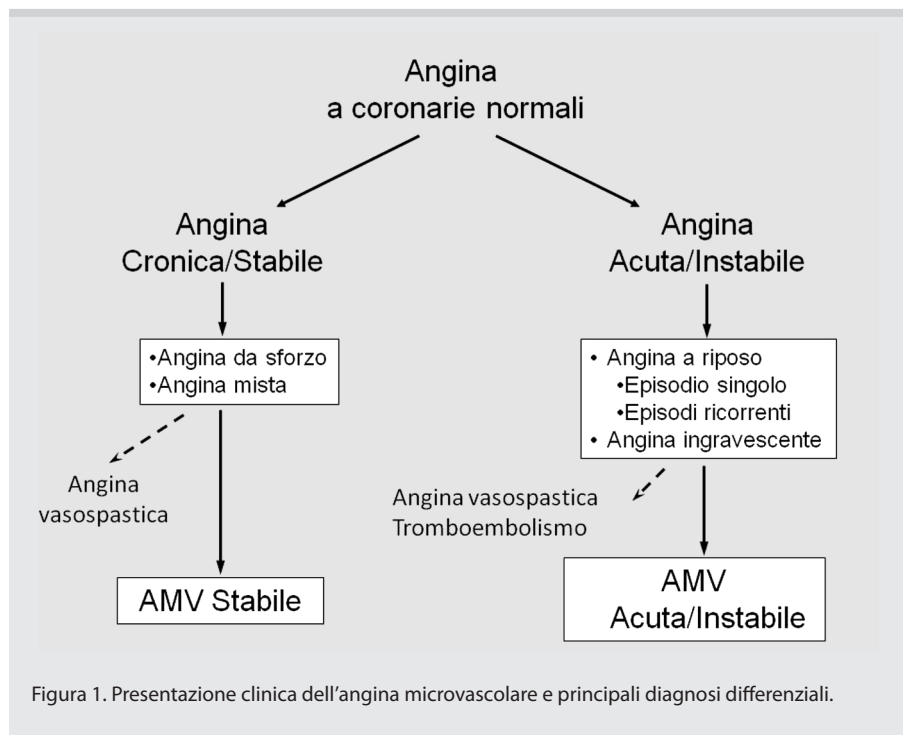 Angina
a coronarie normali
Angina
Cronica/Stabile
•Angina da sforzo
•Angina mista
Angina
vasospastica
AMV Stabile
Angina
Acuta/Instabile
• Angina a riposo
•Episodio singolo
•Episodi ricorrenti
• Angina ingravescente
Angina vasospastica
Tromboembolismo
AMV
Acuta/Instabile
Figura 1. Presentazione clinica dell’angina microvascolare e principali diagnosi differenziali.